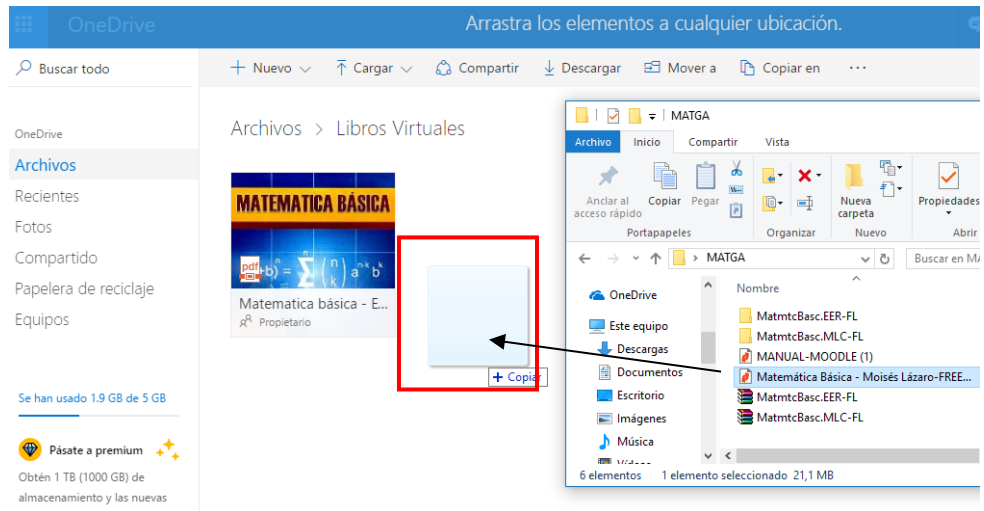 OneDrive
Arrastra los elementos a cualquier ubicación.
Buscar todo
Nuevo
Cargar
Compartir
Descargar
Mover a
Copiar en
···
OneDrive
Archivos
Recientes
Fotos
Compartido
Papelera de reciclaje
Equipos
Se han usado 1.9 GB de 5 GB
Pásate a premium
Obtén 1 TB (1000 GB) de
almacenamiento y las nuevas
Archivos > Libros Virtuales
MATEMATICA BÁSICA
pdf
Matematica básica - E...
Propietario
+ Copiar
MATGA
Archivo
Inicio
Compartir
Vista
Anclar al
acceso rápido
Copiar
Pegar
Nueva
carpeta
Propiedades
Portapapeles
Organizar
Nuevo
Abrir
> MATGA
Buscar en MA
OneDrive
Este equipo
Descargas
Documentos
Escritorio
Imágenes
Música
Vídeos
Nombre
MatmtcBasc.EER-FL
MatmtcBasc.MLC-FL
MANUAL-MOODLE (1)
Matemática Básica - Moisés Lázaro-FREE...
MatmtcBasc.EER-FL
MatmtcBasc.MLC-FL
6 elementos
1 elemento seleccionado 21,1 MB